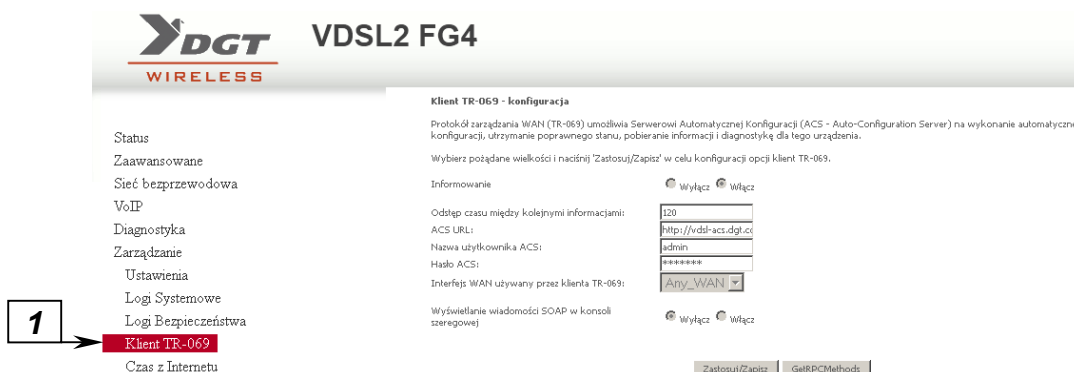 DGT
WIRELESS
VDSL2 FG4
Status
Zaawansowane
Sieć bezprzewodowa
VoIP
Diagnostyka
Zarządzanie
Ustawienia
Logi Systemowe
Logi Bezpieczeństwa
Klient TR-069
Czas z Internetu
1
Klient TR-069 - konfiguracja
Protokół zarządzania WAN (TR-069) umożliwia Serwerowi Automatycznej Konfiguracji (ACS - Auto-Configuration Server) na wykonanie automatyczne
konfiguracji, utrzymanie poprawnego stanu, pobieranie informacji i diagnostykę dla tego urządzenia.
Wybierz pożądane wielkości i naciśnij 'Zastosuj/Zapisz' w celu konfiguracji opcji klient TR-069.
Informowanie Wyłącz Włącz
Odstęp czasu między kolejnymi informacjami: 120
ACS URL: http://vdsl-acs.dgt.co
Nazwa użytkownika ACS: admin
Hasło ACS: *******
Interfejs WAN używany przez klienta TR-069: Any_WAN
Wyświetlanie wiadomości SOAP w konsoli
szeregowej Wyłącz Włącz
Zastosuj/Zapisz GetRPCMethods